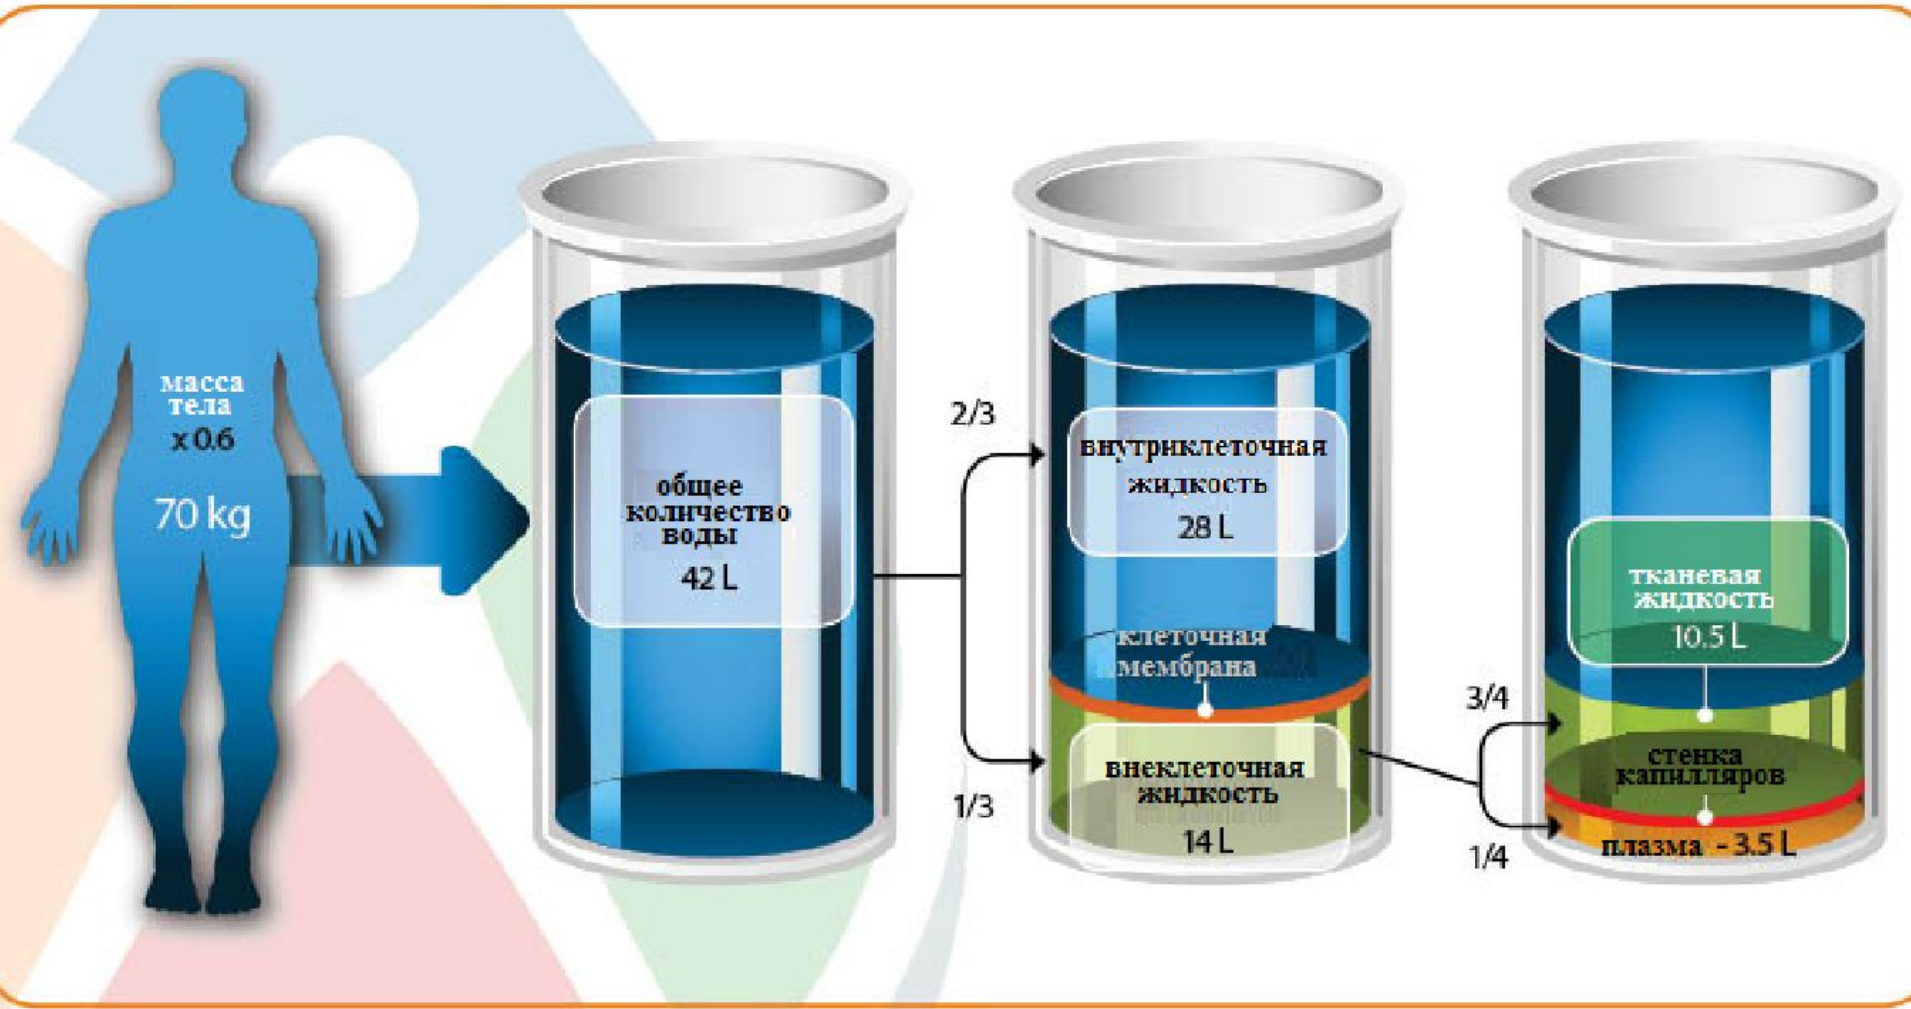 масса
тела
x 0.6
70 kg
общее
количество
воды
42 L
2/3
1/3
внутриклеточная
жидкость
28 L
клеточная
мембрана
внеклеточная
жидкость
14 L
3/4
1/4
тканевая
жидкость
10.5 L
стенка
капилляров
плазма - 3.5 L